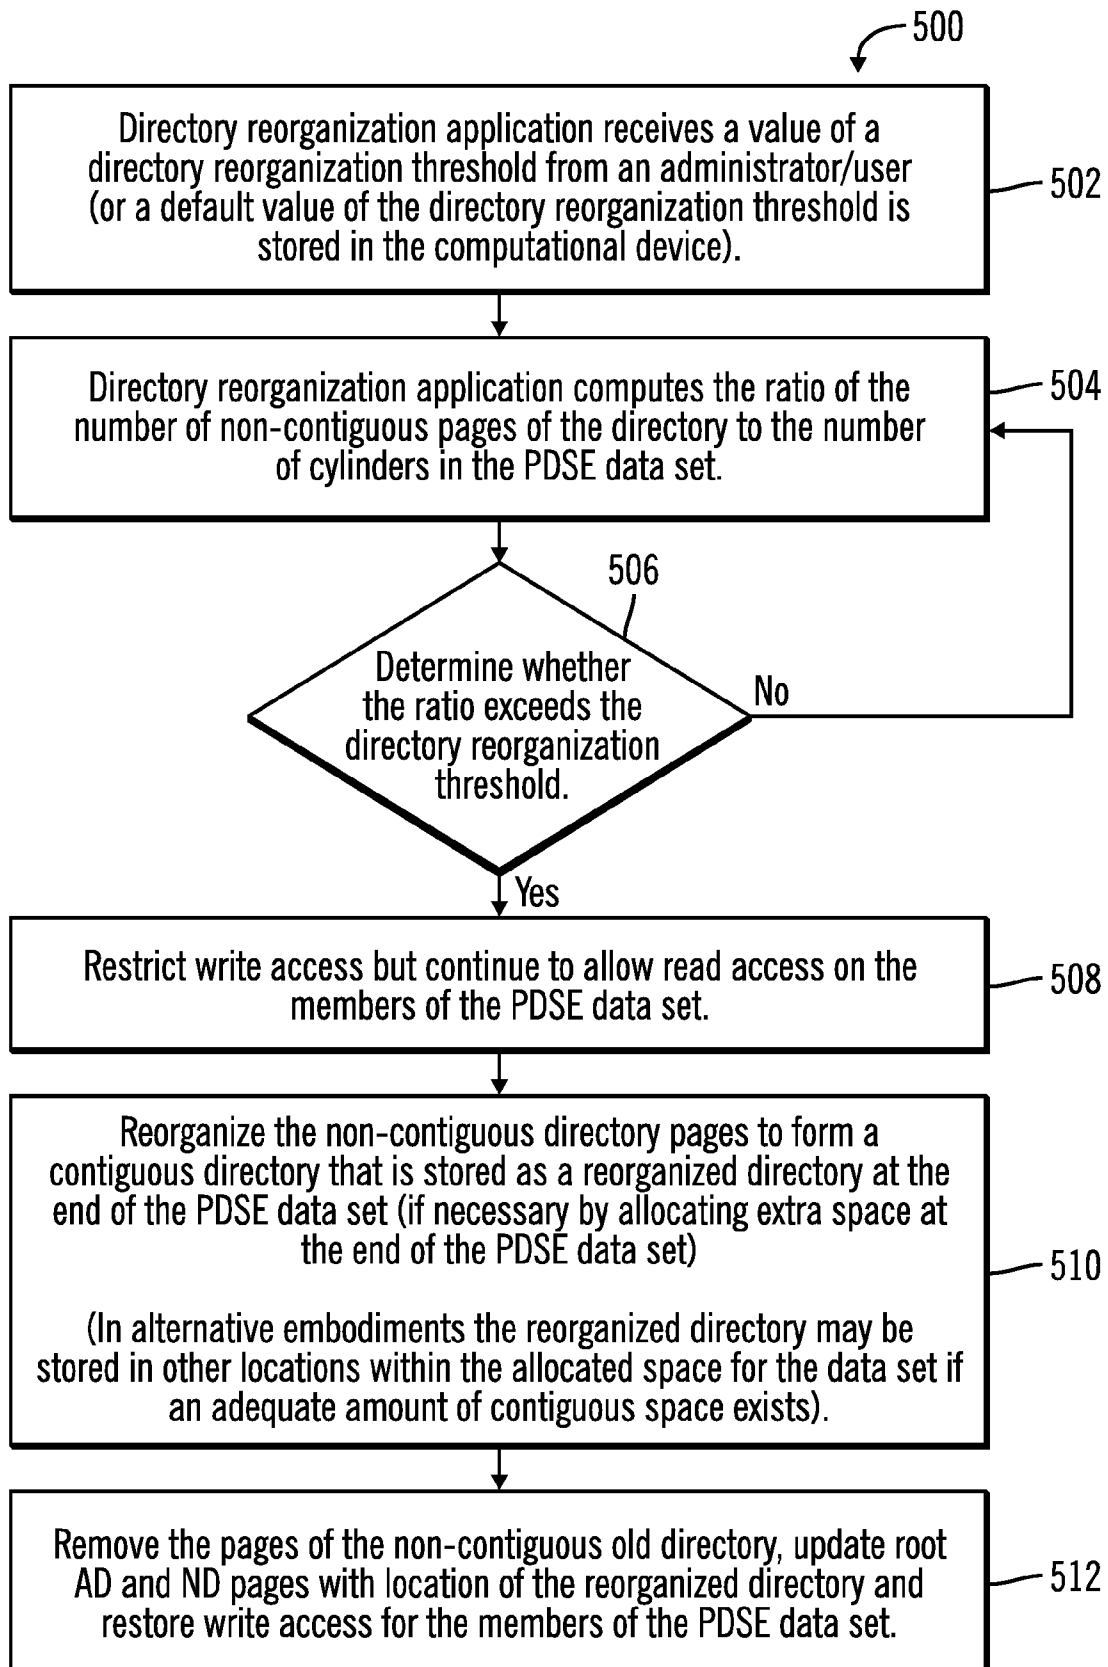 500
Directory reorganization application receives a value of a
directory reorganization threshold from an administrator/user
(or a default value of the directory reorganization threshold is
stored in the computational device).
502
Directory reorganization application computes the ratio of the
number of non-contiguous pages of the directory to the number
of cylinders in the PDSE data set.
504
506
Determine whether
the ratio exceeds the
directory reorganization
threshold.
No
Yes
Restrict write access but continue to allow read access on the
members of the PDSE data set.
508
Reorganize the non-contiguous directory pages to form a
contiguous directory that is stored as a reorganized directory at the
end of the PDSE data set (if necessary by allocating extra space at
the end of the PDSE data set)
(In alternative embodiments the reorganized directory may be
stored in other locations within the allocated space for the data set if
an adequate amount of contiguous space exists).
510
Remove the pages of the non-contiguous old directory, update root
AD and ND pages with location of the reorganized directory and
restore write access for the members of the PDSE data set.
512